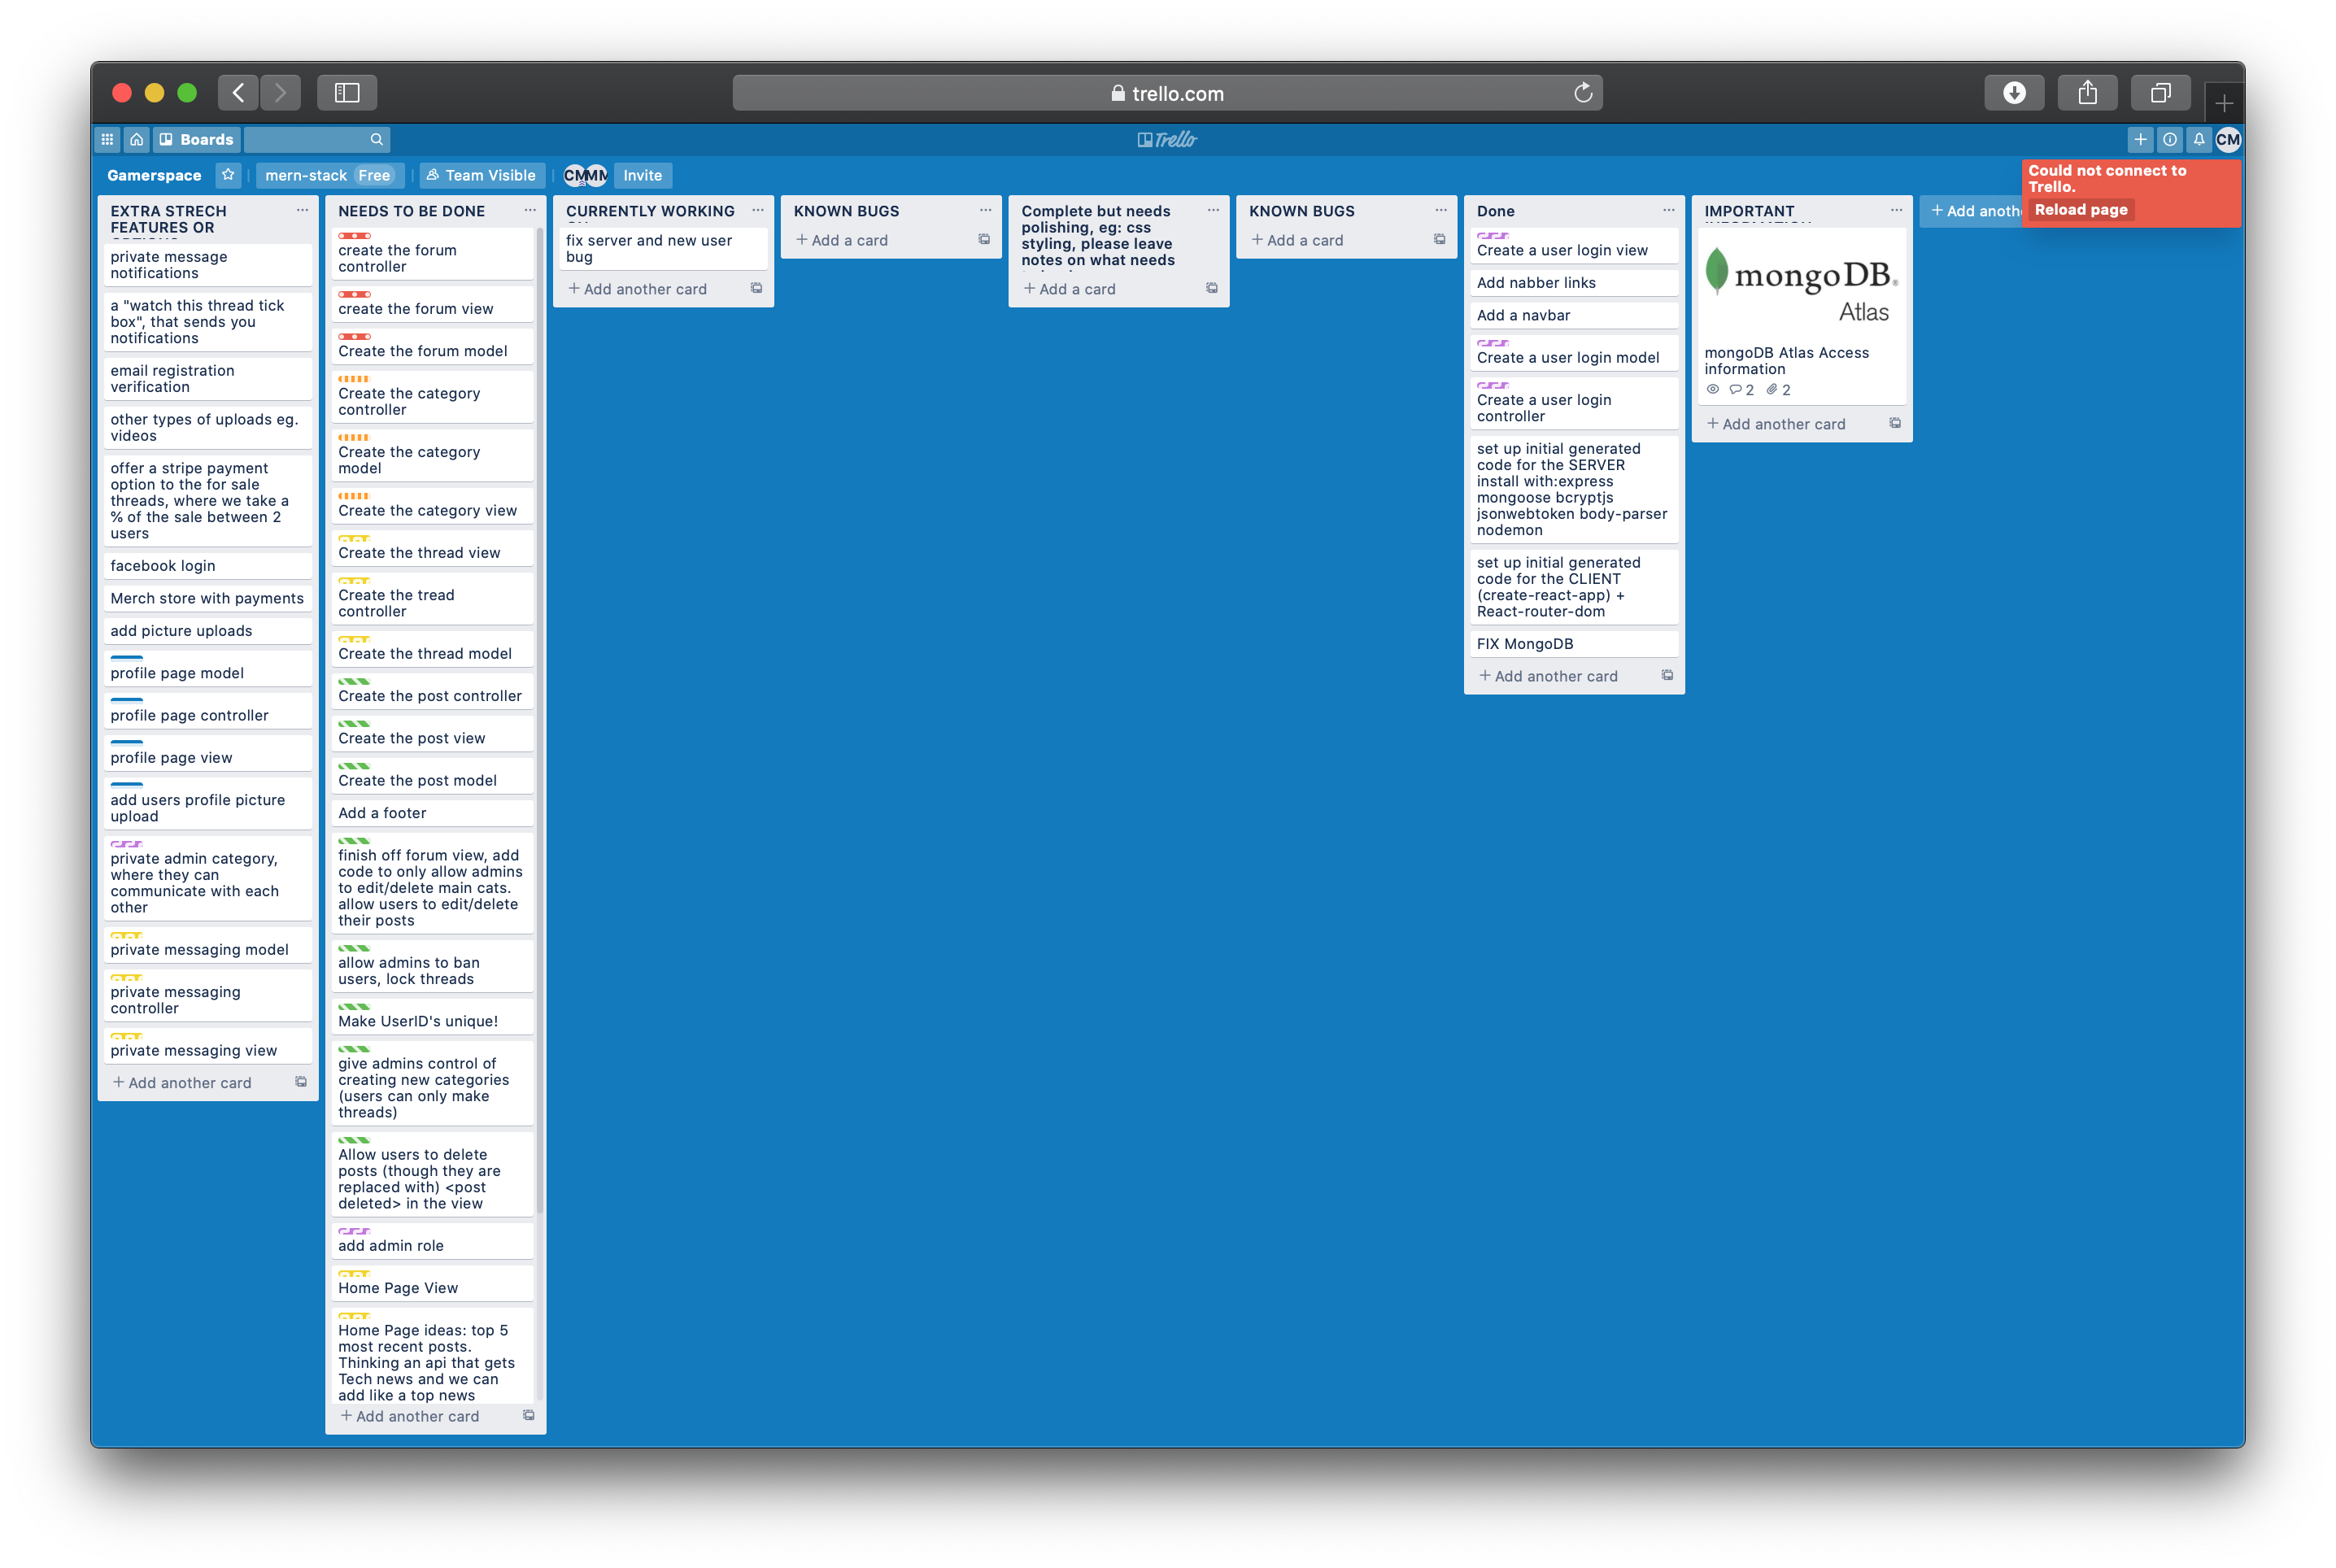 trello.com
Boards
Trello
CM
Gamerspace
mern-stack Free
Team Visible
CM
Invite
Could not connect to
Trello.
Reload page
EXTRA STRECH
FEATURES OR
private message
notifications
a "watch this thread tick
box", that sends you
notifications
email registration
verification
other types of uploads eg.
videos
offer a stripe payment
option to the for sale
threads, where we take a
% of the sale between 2
users
facebook login
Merch store with payments
add picture uploads
profile page model
profile page controller
profile page view
add users profile picture
upload
private admin category,
where they can
communicate with each
other
private messaging model
private messaging
controller
private messaging view
+ Add another card
NEEDS TO BE DONE
create the forum
controller
create the forum view
Create the forum model
Create the category
controller
Create the category
model
Create the category view
Create the thread view
Create the tread
controller
Create the thread model
Create the post controller
Create the post view
Create the post model
Add a footer
finish off forum view, add
code to only allow admins
to edit/delete main cats.
allow users to edit/delete
their posts
allow admins to ban
users, lock threads
Make UserID's unique!
give admins control of
creating new categories
(users can only make
threads)
Allow users to delete
posts (though they are
replaced with) <post
deleted> in the view
add admin role
Home Page View
Home Page ideas: top 5
most recent posts.
Thinking an api that gets
Tech news and we can
add like a top news
+ Add another card
CURRENTLY WORKING
fix server and new user
bug
+ Add another card
KNOWN BUGS
+ Add a card
Complete but needs
polishing, eg: css
styling, please leave
notes on what needs
+ Add a card
KNOWN BUGS
+ Add a card
Done
Create a user login view
Add nabber links
Add a navbar
Create a user login model
Create a user login
controller
set up initial generated
code for the SERVER
install with:express
mongoose bcryptjs
jsonwebtoken body-parser
nodemon
set up initial generated
code for the CLIENT
(create-react-app) +
React-router-dom
FIX MongoDB
+ Add another card
IMPORTANT
mongoDB®
Atlas
mongoDB Atlas Access
information
2 2
+ Add another card
+ Add